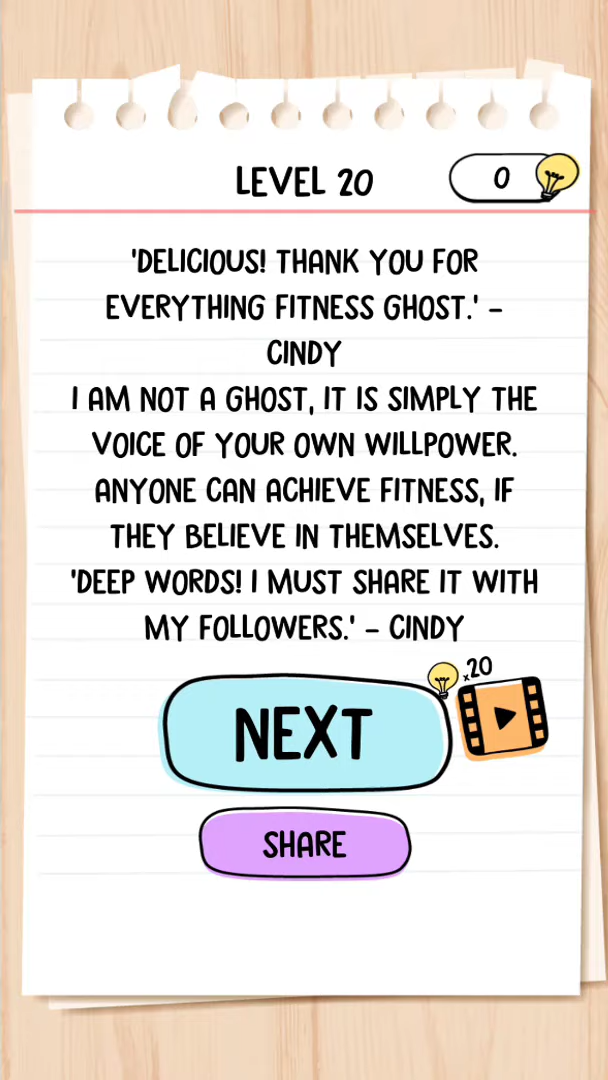 LEVEL 20
0
'DELICIOUS! THANK YOU FOR
EVERYTHING FITNESS GHOST.' -
CINDY
I AM NOT A GHOST, IT IS SIMPLY THE
VOICE OF YOUR OWN WILLPOWER.
ANYONE CAN ACHIEVE FITNESS, IF
THEY BELIEVE IN THEMSELVES.
'DEEP WORDS! I MUST SHARE IT WITH
MY FOLLOWERS.' - CINDY
x20
NEXT
SHARE